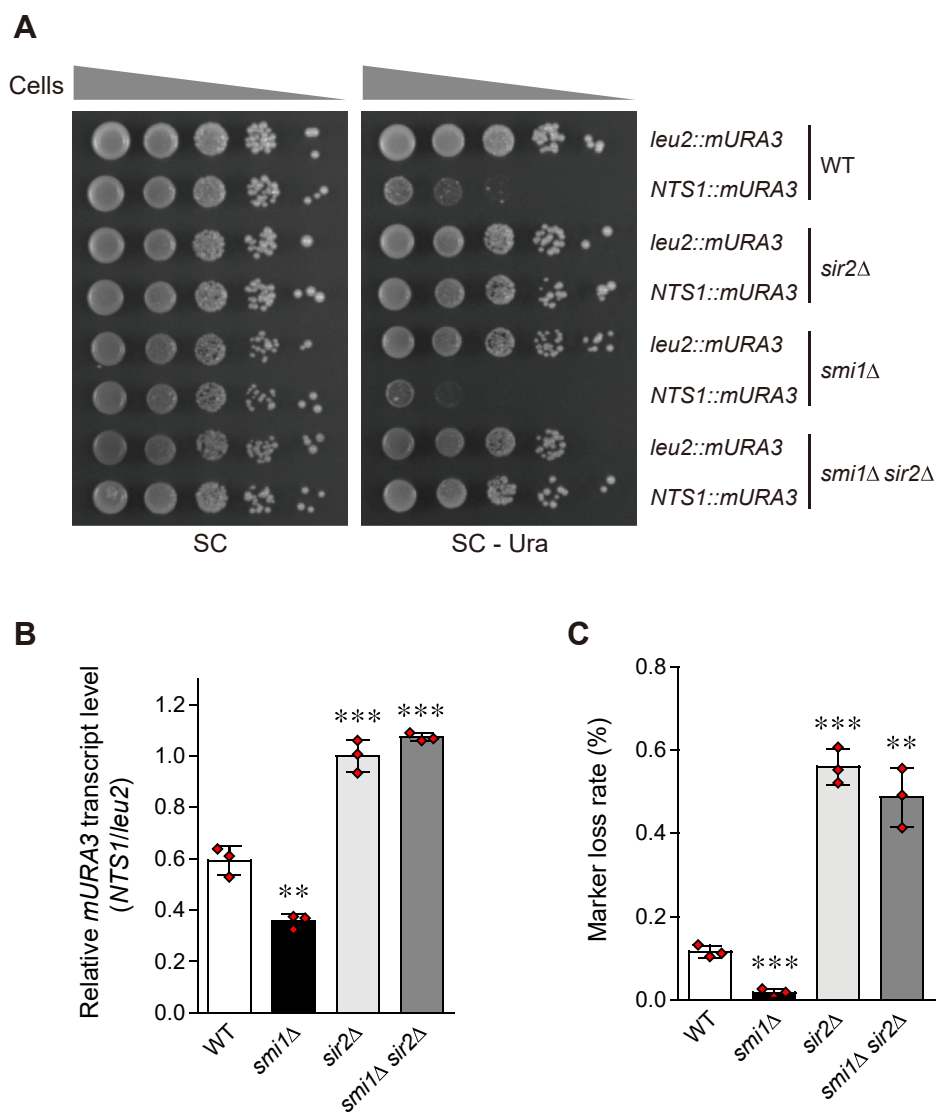 A
Cells
leu2::mURA3
NTS1::mURA3
WT
leu2::mURA3
NTS1::mURA3
sir2Δ
leu2::mURA3
NTS1::mURA3
smi1Δ
leu2::mURA3
NTS1::mURA3
smi1Δ sir2Δ
SC
SC - Ura
B
Relative mURA3 transcript level
(NTS1/leu2)
1.2
1.0
0.8
0.6
0.4
0.2
0.0
**
***
***
WT
smi1Δ
sir2Δ
smi1Δ sir2Δ
C
Marker loss rate (%)
0.8
0.6
0.4
0.2
0.0
***
***
**
WT
smi1Δ
sir2Δ
smi1Δ sir2Δ